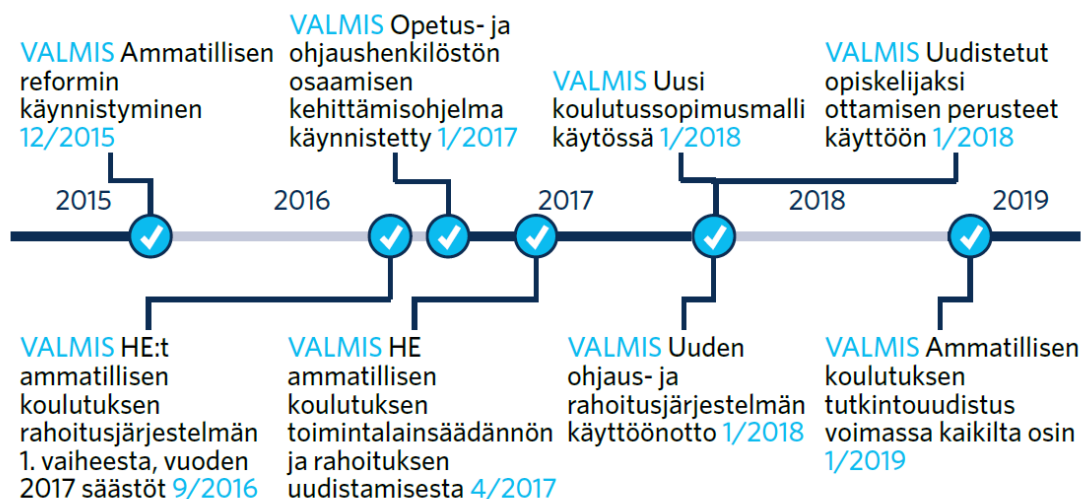 VALMIS Ammatillisen
reformin
käynnistyminen
12/2015
VALMIS Opetus- ja
ohjaushenkilöstön
osaamisen
kehittämisohjelma
käynnistetty 1/2017
VALMIS Uusi
koulutussopimusmalli
käytössä 1/2018
VALMIS Uudistetut
opiskelijaksi
ottamisen perusteet
käyttöön 1/2018
2015
2016
2017
2018
2019
VALMIS HE:t
ammatillisen
koulutuksen
rahoitusjärjestelmän
1. vaiheesta, vuoden
2017 säästöt 9/2016
VALMIS HE
ammatillisen
koulutuksen
toimintalainsäädännön
ja rahoituksen
uudistamisesta 4/2017
VALMIS Uuden
ohjaus- ja
rahoitusjärjestelmän
käyttöönotto 1/2018
VALMIS Ammatillisen
koulutuksen
tutkintouudistus
voimassa kaikilta osin
1/2019